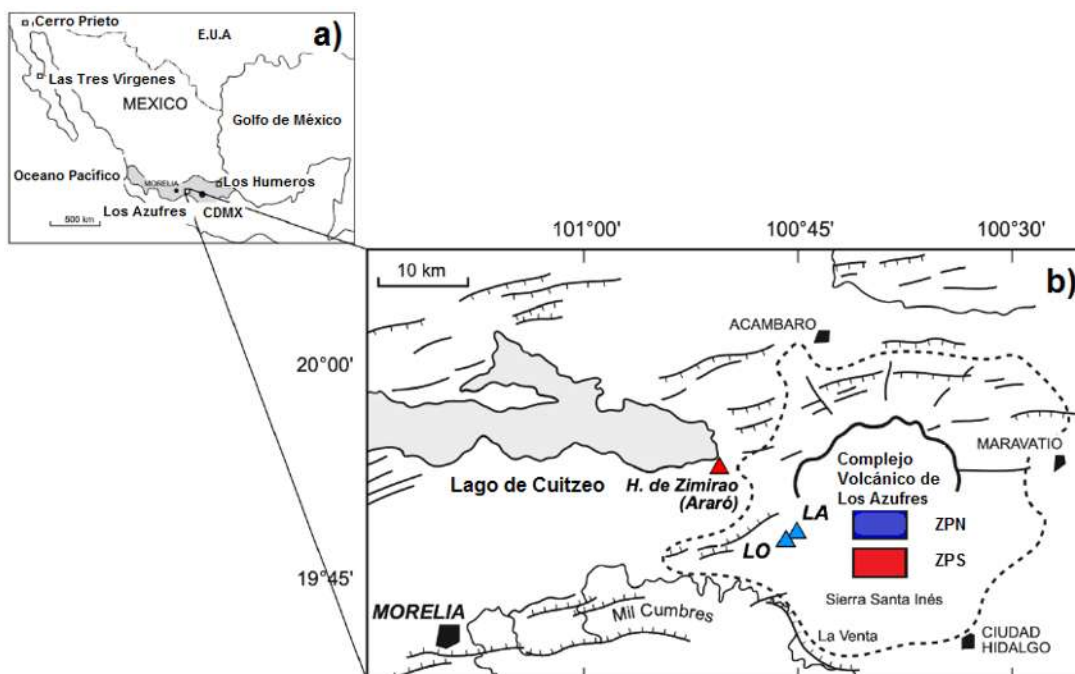 Cerro Prieto
E.U.A
a)
Las Tres Virgenes
MEXICO
Golfo de México
Oceano Pacífico
MORELIA
Los Humeros
Los Azufres
CDMX
500 km
101°00'
100°45'
100°30'
10 km
b)
ACAMBARO
20°00'
MARAVATIO
Complejo
Volcánico de
Los Azufres
Lago de Cuitzeo
H. de Zimirao
(Araró)
LA
ZPN
LO
ZPS
19°45'
Sierra Santa Inés
MORELIA
Mil Cumbres
La Venta
CIUDAD
HIDALGO